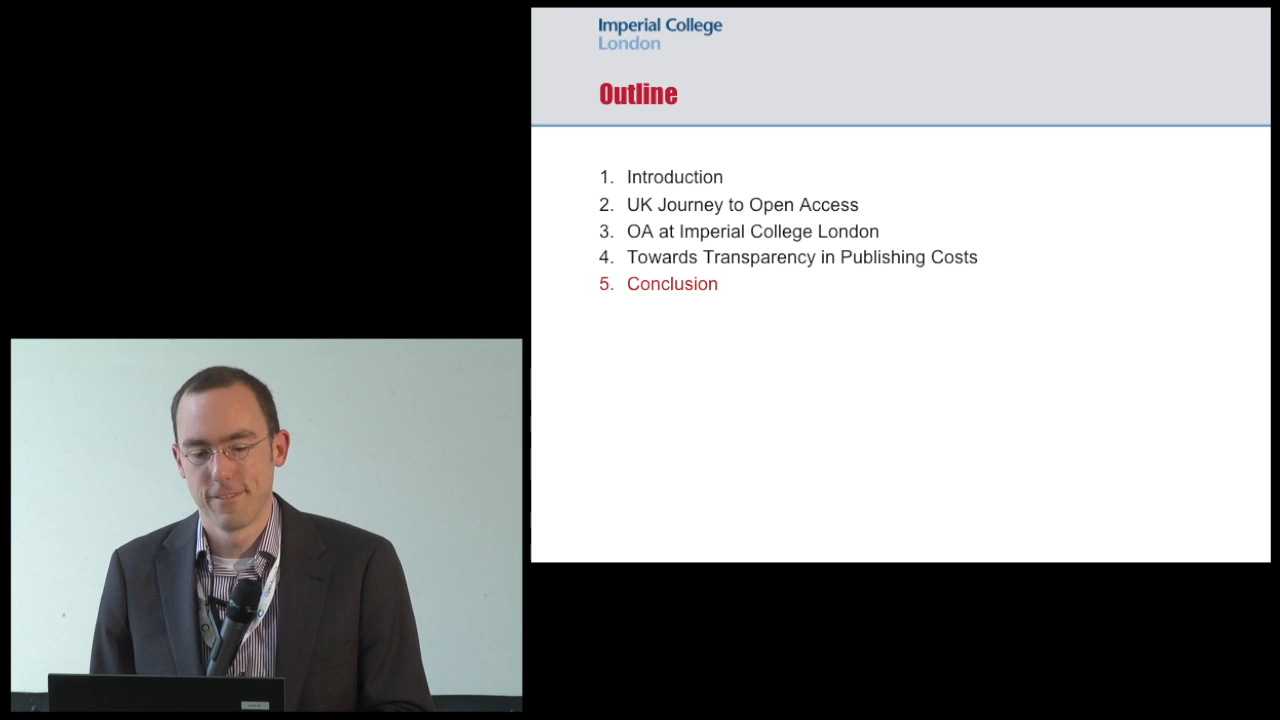 Imperial College
London
Outline
1. Introduction
2. UK Journey to Open Access
3. OA at Imperial College London
4. Towards Transparency in Publishing Costs
5. Conclusion